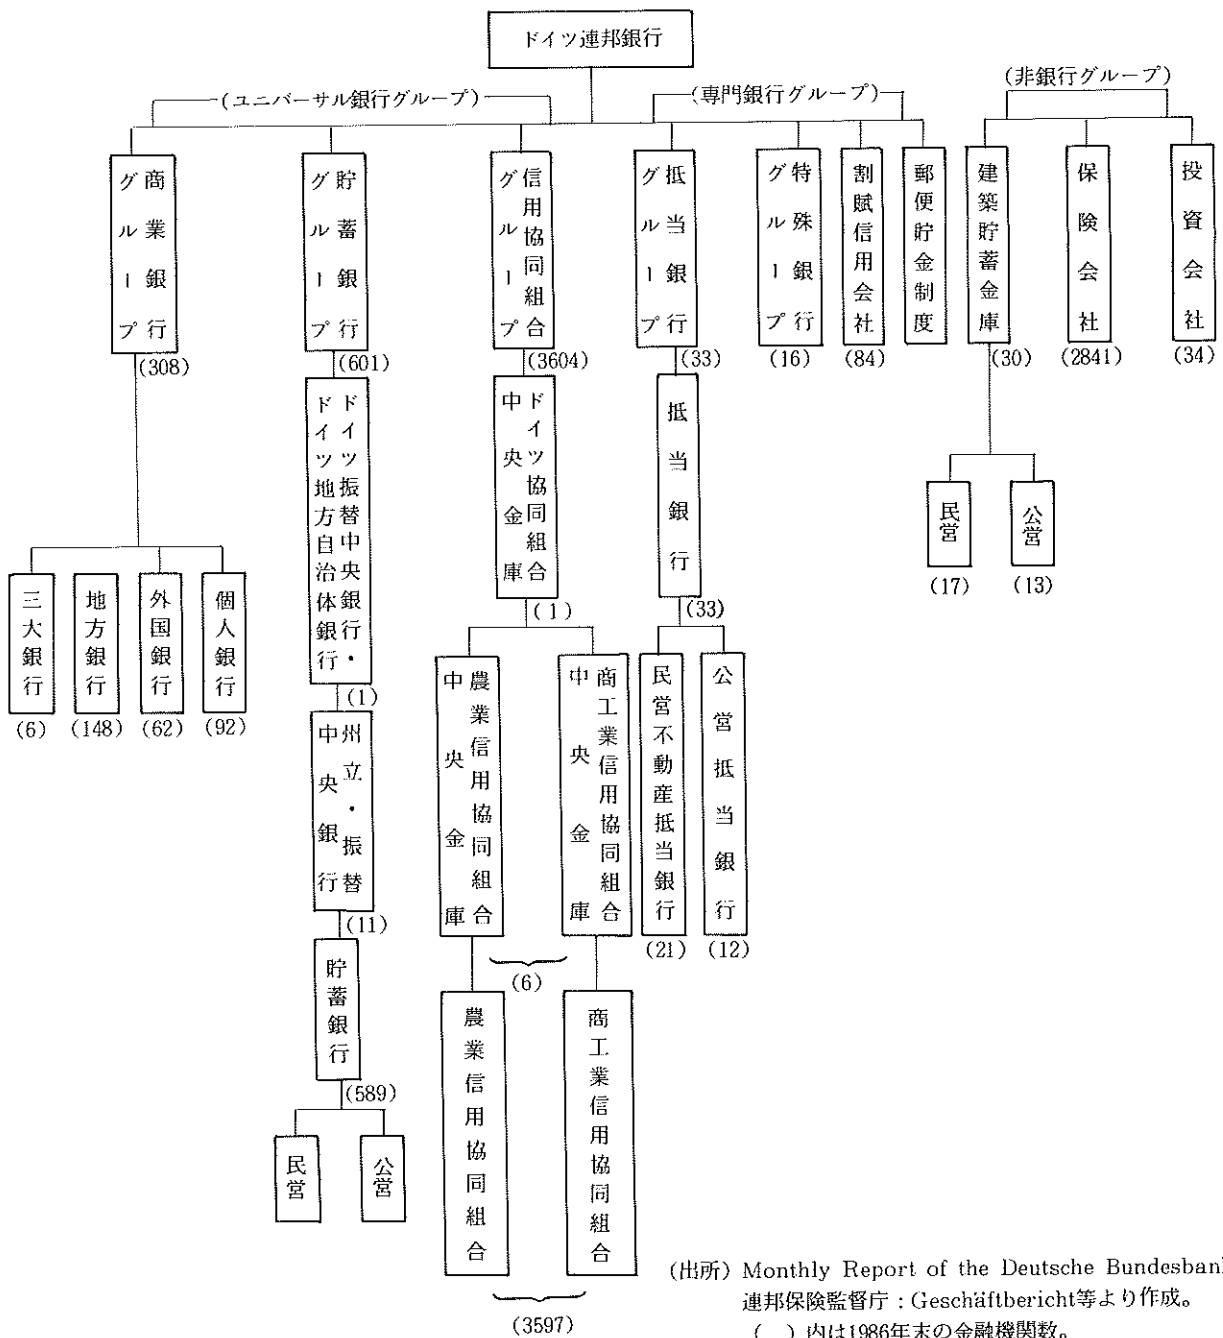 ドイツ連邦銀行
(ユニバーサル銀行グループ)
(専門銀行グループ)
(非銀行グループ)
商業銀行
グループ
(308)
貯蓄銀行
グループ
(601)
信用協同組合
グループ
(3604)
抵当銀行
グループ
(33)
特殊銀行
グループ
(16)
割賦信用会社
(84)
郵便貯金制度
建築貯蓄金庫
(30)
保険会社
(2841)
投資会社
(34)
三大銀行
(6)
地方銀行
(148)
外国銀行
(62)
個人銀行
(92)
ドイツ振替中央銀行・
ドイツ地方自治体銀行
(1)
州立・振替
中央銀行
(11)
貯蓄銀行
(589)
民営
公営
ドイツ協同組合
中央金庫
(1)
農業信用協同組合
中央金庫
商工業信用協同組合
中央金庫
(6)
農業信用協同組合
商工業信用協同組合
(3597)
抵当銀行
(33)
民営不動産抵当銀行
(21)
公営抵当銀行
(12)
民営
(17)
公営
(13)
(出所) Monthly Report of the Deutsche Bundesbank
連邦保険監督庁:Geschäftbericht等より作成。
( )内は1986年末の金融機関数。